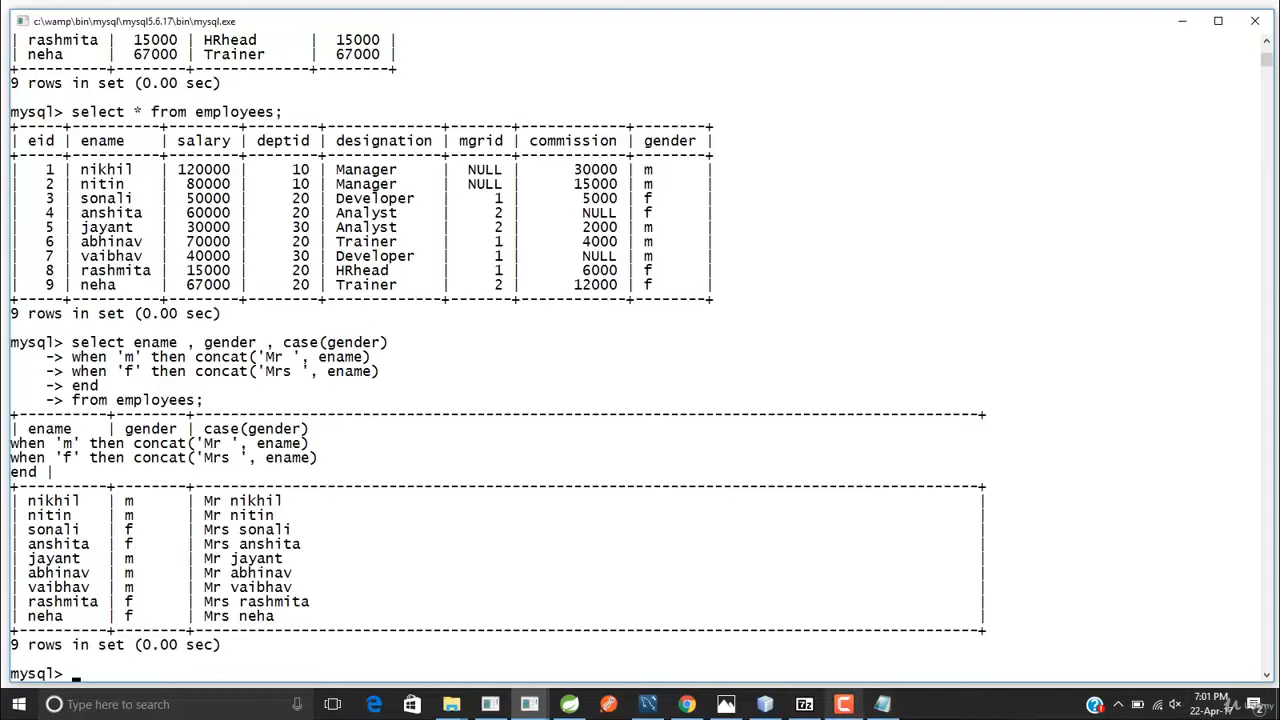 c:\wamp\bin\mysql\mysql5.6.17\bin\mysql.exe
| rashmita | 15000 | HRhead | 15000 |
| neha | 67000 | Trainer | 67000 |
+----------+--------+-------------+--------+
9 rows in set (0.00 sec)
mysql> select * from employees;
| eid | ename | salary | deptid | designation | mgrid | commission | gender |
| 1 | nikhil | 120000 | 10 | Manager | NULL | 30000 | m |
| 2 | nitin | 80000 | 10 | Manager | NULL | 15000 | m |
| 3 | sonali | 50000 | 20 | Developer | 1 | 5000 | f |
| 4 | anshita | 60000 | 20 | Analyst | 2 | NULL | f |
| 5 | jayant | 30000 | 30 | Analyst | 2 | 2000 | m |
| 6 | abhinav | 70000 | 20 | Trainer | 1 | 4000 | m |
| 7 | vaibhav | 40000 | 30 | Developer | 1 | NULL | m |
| 8 | rashmita | 15000 | 20 | HRhead | 1 | 6000 | f |
| 9 | neha | 67000 | 20 | Trainer | 2 | 12000 | f |
9 rows in set (0.00 sec)
mysql> select ename , gender , case(gender)
-> when 'm' then concat('Mr ', ename)
-> when 'f' then concat('Mrs ', ename)
-> end
-> from employees;
| ename | gender | case(gender)
when 'm' then concat('Mr ', ename)
when 'f' then concat('Mrs ', ename)
end |
| nikhil | m | Mr nikhil |
| nitin | m | Mr nitin |
| sonali | f | Mrs sonali |
| anshita | f | Mrs anshita |
| jayant | m | Mr jayant |
| abhinav | m | Mr abhinav |
| vaibhav | m | Mr vaibhav |
| rashmita | f | Mrs rashmita |
| neha | f | Mrs neha |
9 rows in set (0.00 sec)
mysql>
Type here to search
7:01 PM